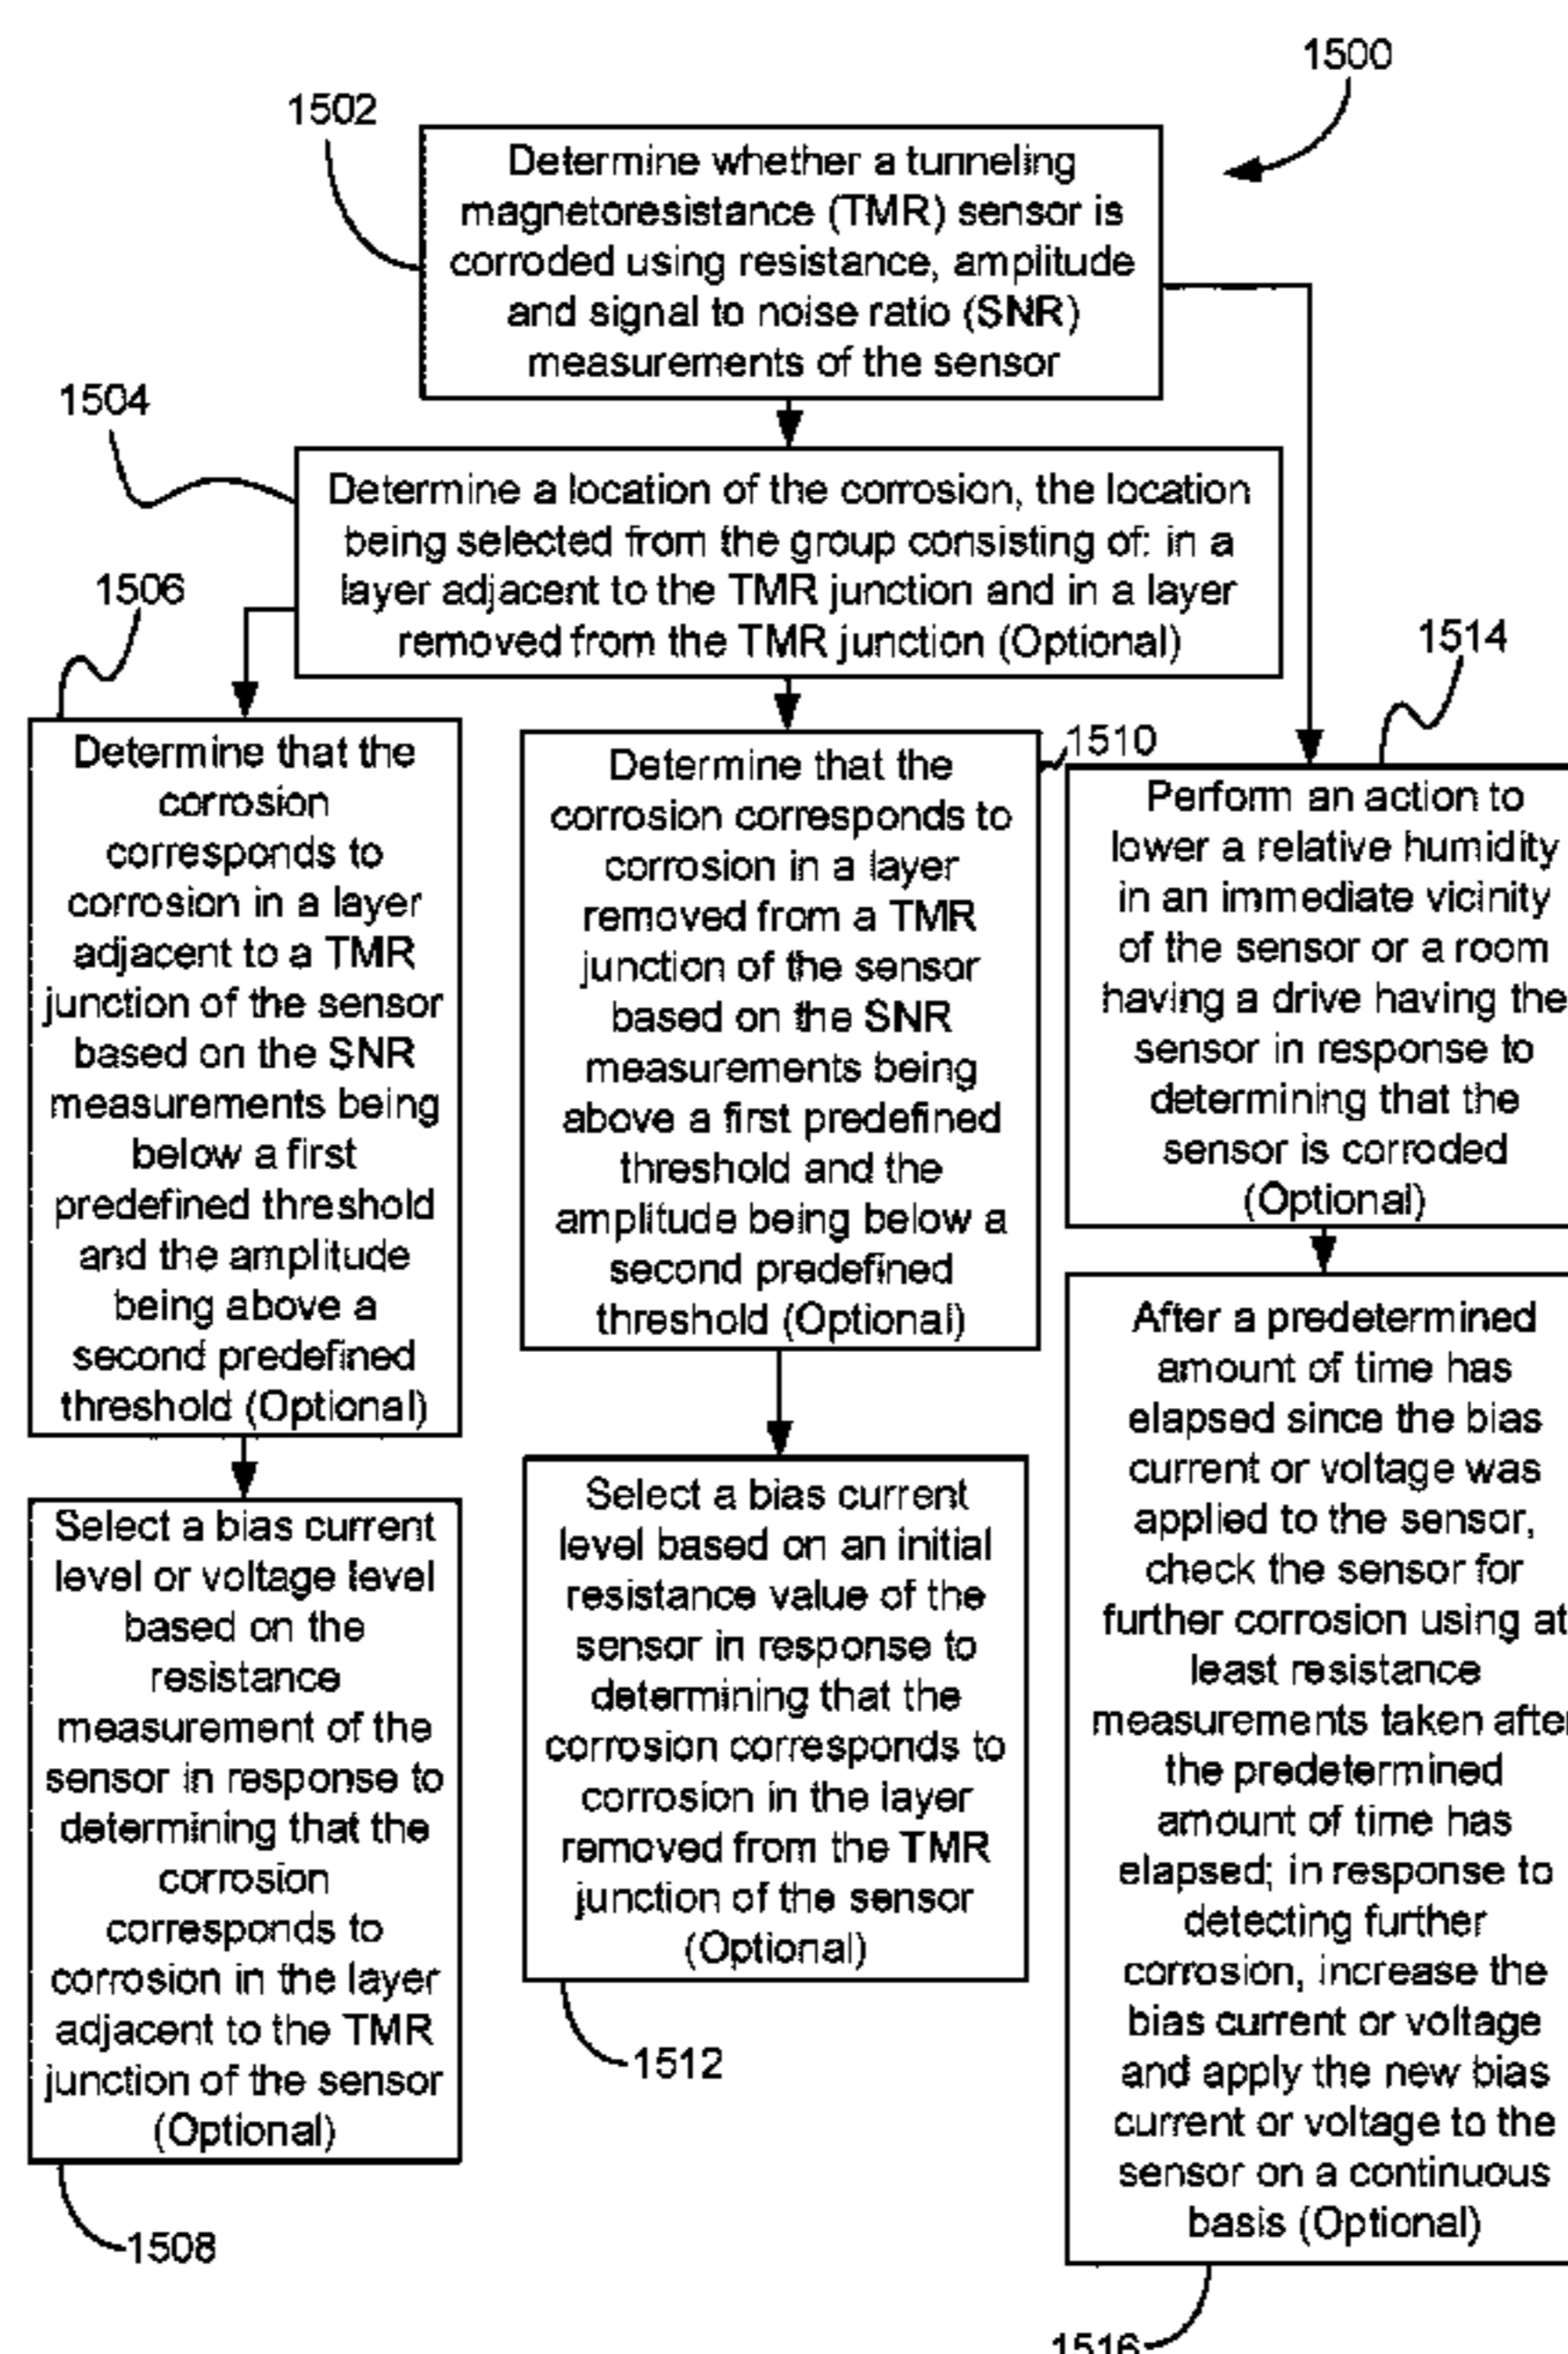 1500
1502
Determine whether a tunneling
magnetoresistance (TMR) sensor is
corroded using resistance, amplitude
and signal to noise ratio (SNR)
measurements of the sensor
1504
Determine a location of the corrosion, the location
being selected from the group consisting of: in a
layer adjacent to the TMR junction and in a layer
removed from the TMR junction (Optional)
1506
Determine that the
corrosion
corresponds to
corrosion in a layer
adjacent to a TMR
junction of the sensor
based on the SNR
measurements being
below a first
predefined threshold
and the amplitude
being above a
second predefined
threshold (Optional)
Select a bias current
level or voltage level
based on the
resistance
measurement of the
sensor in response to
determining that the
corrosion
corresponds to
corrosion in the layer
adjacent to the TMR
junction of the sensor
(Optional)
1508
1510
Determine that the
corrosion corresponds to
corrosion in a layer
removed from a TMR
junction of the sensor
based on the SNR
measurements being
above a first predefined
threshold and the
amplitude being below a
second predefined
threshold (Optional)
Select a bias current
level based on an initial
resistance value of the
sensor in response to
determining that the
corrosion corresponds to
corrosion in the layer
removed from the TMR
junction of the sensor
(Optional)
1512
1514
Perform an action to
lower a relative humidity
in an immediate vicinity
of the sensor or a room
having a drive having the
sensor in response to
determining that the
sensor is corroded
(Optional)
After a predetermined
amount of time has
elapsed since the bias
current or voltage was
applied to the sensor,
check the sensor for
further corrosion using at
least resistance
measurements taken after
the predetermined
amount of time has
elapsed; in response to
detecting further
corrosion, increase the
bias current or voltage
and apply the new bias
current or voltage to the
sensor on a continuous
basis (Optional)
1516